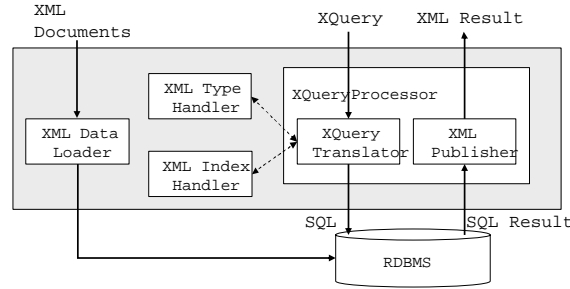 XML
Documents
XQuery
XML Result
XML Type
Handler
XQueryProcessor
XML Data
Loader
XQuery
Translator
XML
Publisher
XML Index
Handler
SQL
SQL Result
RDBMS